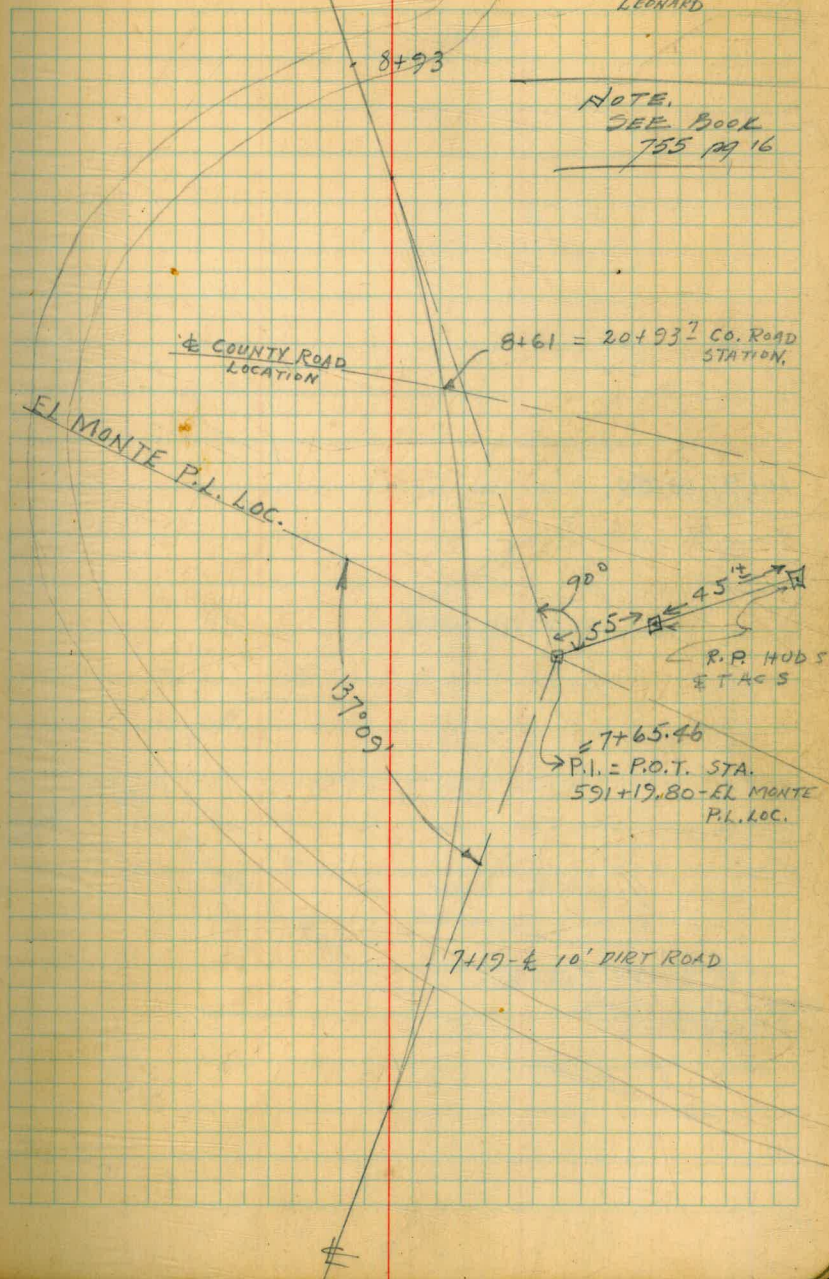 LEONARD
8+93
NOTE.
SEE BOOK
755 pg 16
8+61 = 20+93⁷ CO. ROAD
STATION.
℄ COUNTY ROAD
LOCATION
EL MONTE P.L. LOC.
90°
55
45'±
R.P. HUBS
& TACS
137°09'
= 7+65.46
P.I. = P.O.T. STA.
591+19.80-EL MONTE
P.L. LOC.
7+19-℄ 10' DIRT ROAD
℄